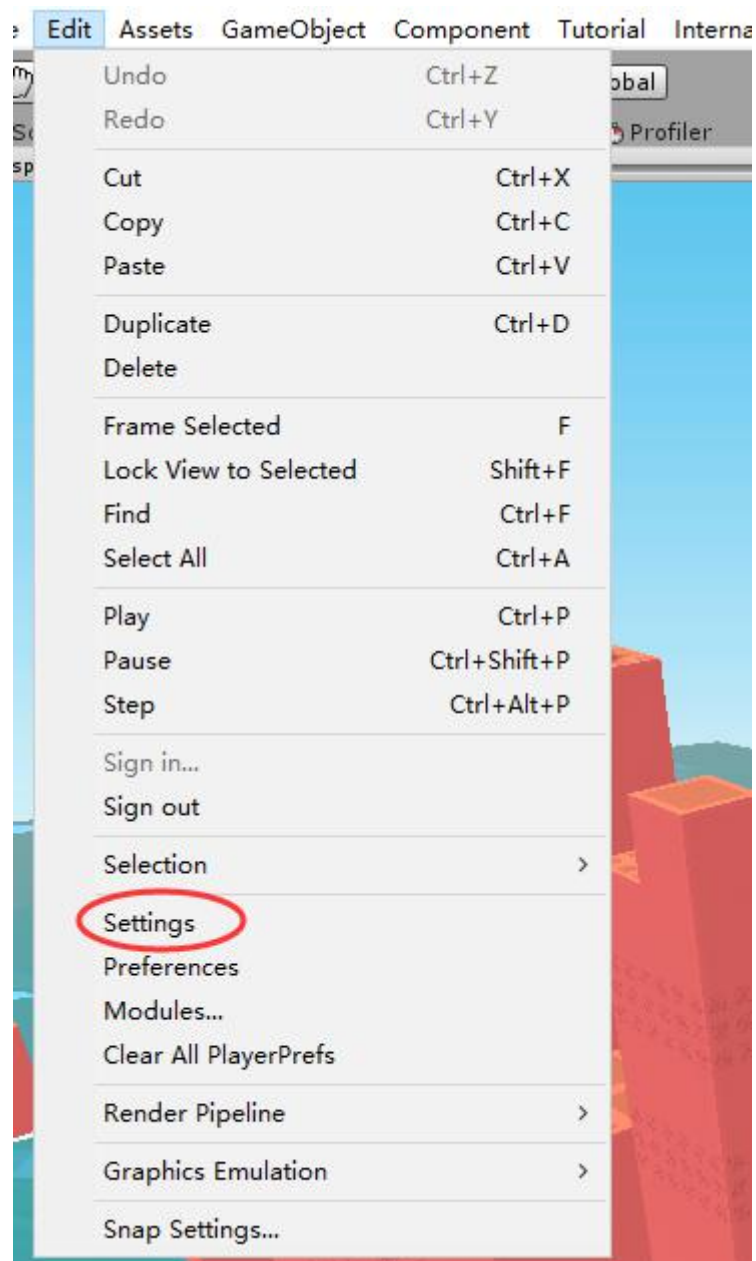 Edit Assets GameObject Component Tutorial Interna
Undo Ctrl+Z
obal
Redo Ctrl+Y
Profiler
Cut Ctrl+X
Copy Ctrl+C
Paste Ctrl+V
Duplicate Ctrl+D
Delete
Frame Selected F
Lock View to Selected Shift+F
Find Ctrl+F
Select All Ctrl+A
Play Ctrl+P
Pause Ctrl+Shift+P
Step Ctrl+Alt+P
Sign in...
Sign out
Selection >
Settings
Preferences
Modules...
Clear All PlayerPrefs
Render Pipeline >
Graphics Emulation >
Snap Settings...